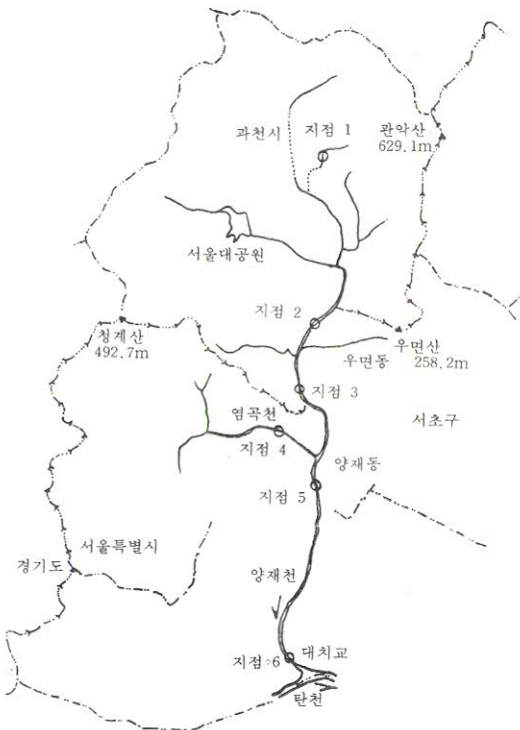 과천시
지점 1
관악산
629.1m
서울대공원
지점 2
청계산
492.7m
우면동
우면산
258.2m
지점 3
염곡천
서초구
지점 4
양재동
지점 5
서울특별시
경기도
양재천
대치교
지점 6
탄천